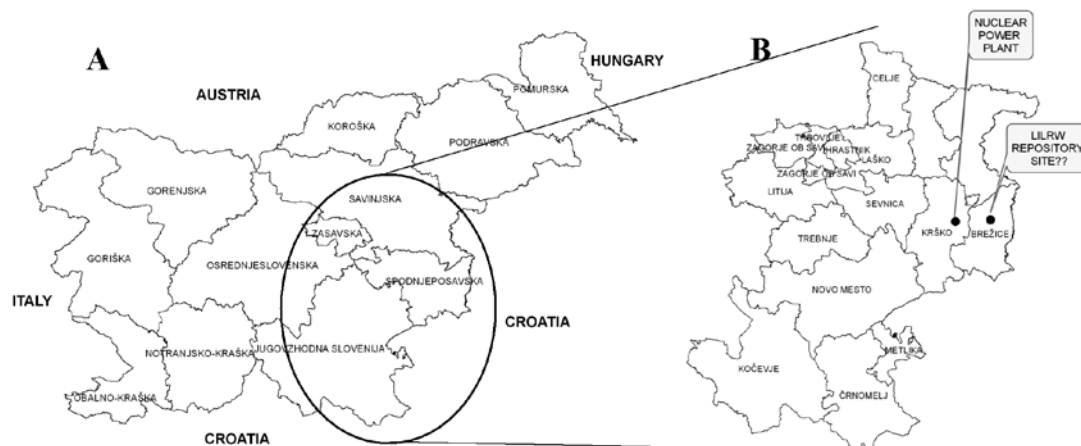 A
AUSTRIA
HUNGARY
POMURSKA
KOROŠKA
PODRAVSKA
GORENJSKA
SAVINJSKA
ZASAVSKA
GORIŠKA
OSREDNJESLOVENSKA
SPODNJEPOSAVSKA
ITALY
CROATIA
NOTRANJSKO-KRAŠKA
JUGOVZHODNA SLOVENIJA
OBALNO-KRAŠKA
CROATIA
B
NUCLEAR
POWER
PLANT
CELJE
LILRW
REPOSITORY
SITE??
TRBOVLJE
ZAGORJE OB SAVI
HRASTNIK
LAŠKO
ZAGORJE OB SAVI
LITIJA
SEVNICA
KRŠKO
BREŽICE
TREBNJE
NOVO MESTO
METLIKA
KOČEVJE
ČRNOMELJ